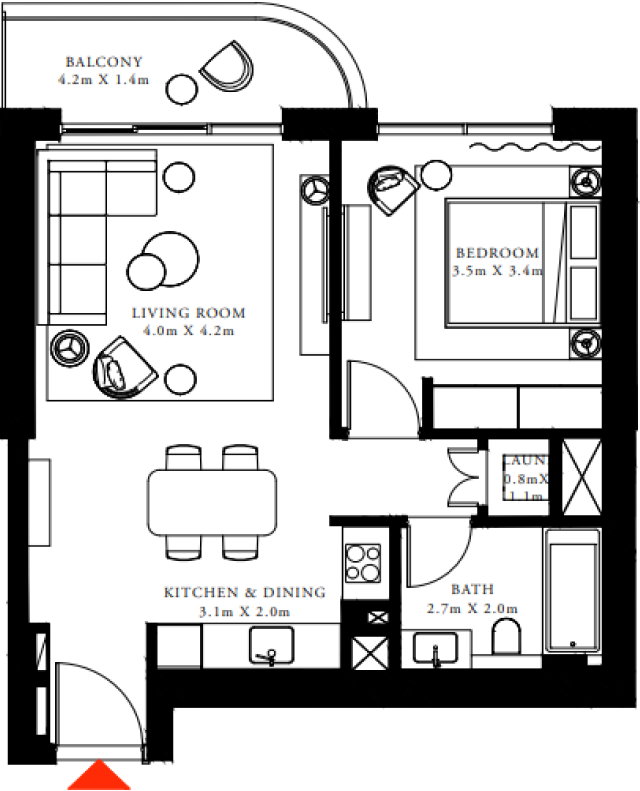 BALCONY
4.2m X 1.4m
BEDROOM
3.5m X 3.4m
LIVING ROOM
4.0m X 4.2m
LAUN.
0.8mX
1.1m
KITCHEN & DINING
3.1m X 2.0m
BATH
2.7m X 2.0m